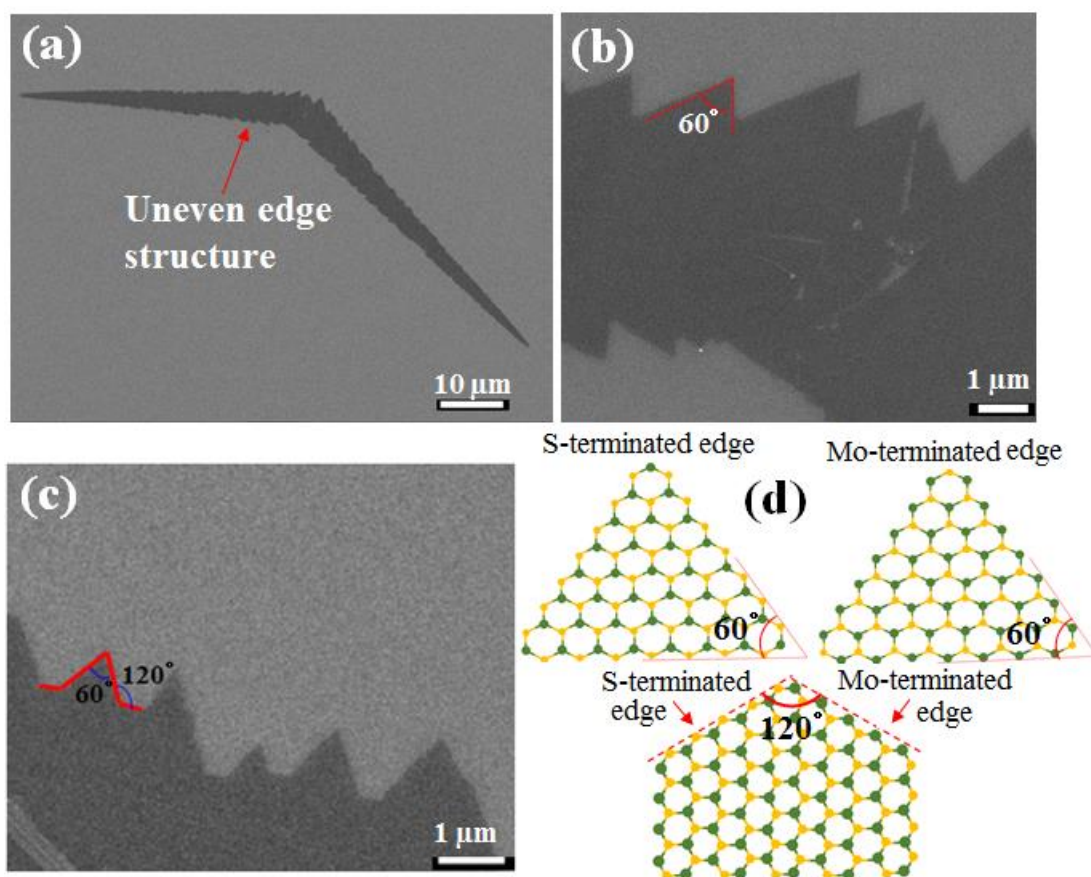 (a)
Uneven edge
structure
10 μm
(b)
60°
1 μm
(c)
60°
120°
1 μm
(d)
S-terminated edge
Mo-terminated edge
60°
60°
S-terminated
edge
Mo-terminated
edge
120°